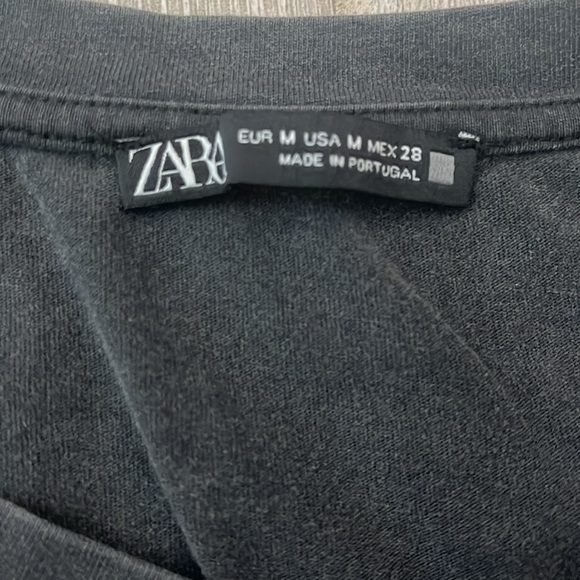 ZARA
EUR M USA M MEX 28
MADE IN PORTUGAL